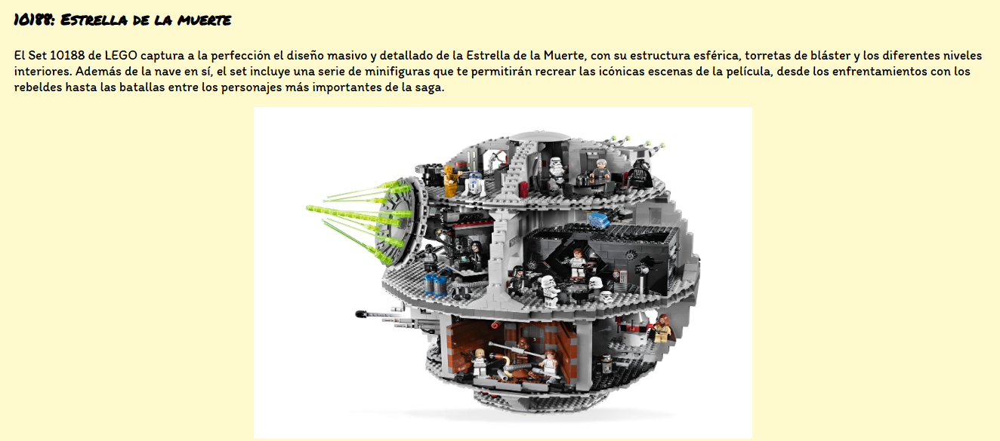 10188: Estrella de la muerte
El Set 10188 de LEGO captura a la perfección el diseño masivo y detallado de la Estrella de la Muerte, con su estructura esférica, torretas de bláster y los diferentes niveles
interiores. Además de la nave en sí, el set incluye una serie de minifiguras que te permitirán recrear las icónicas escenas de la película, desde los enfrentamientos con los
rebeldes hasta las batallas entre los personajes más importantes de la saga.